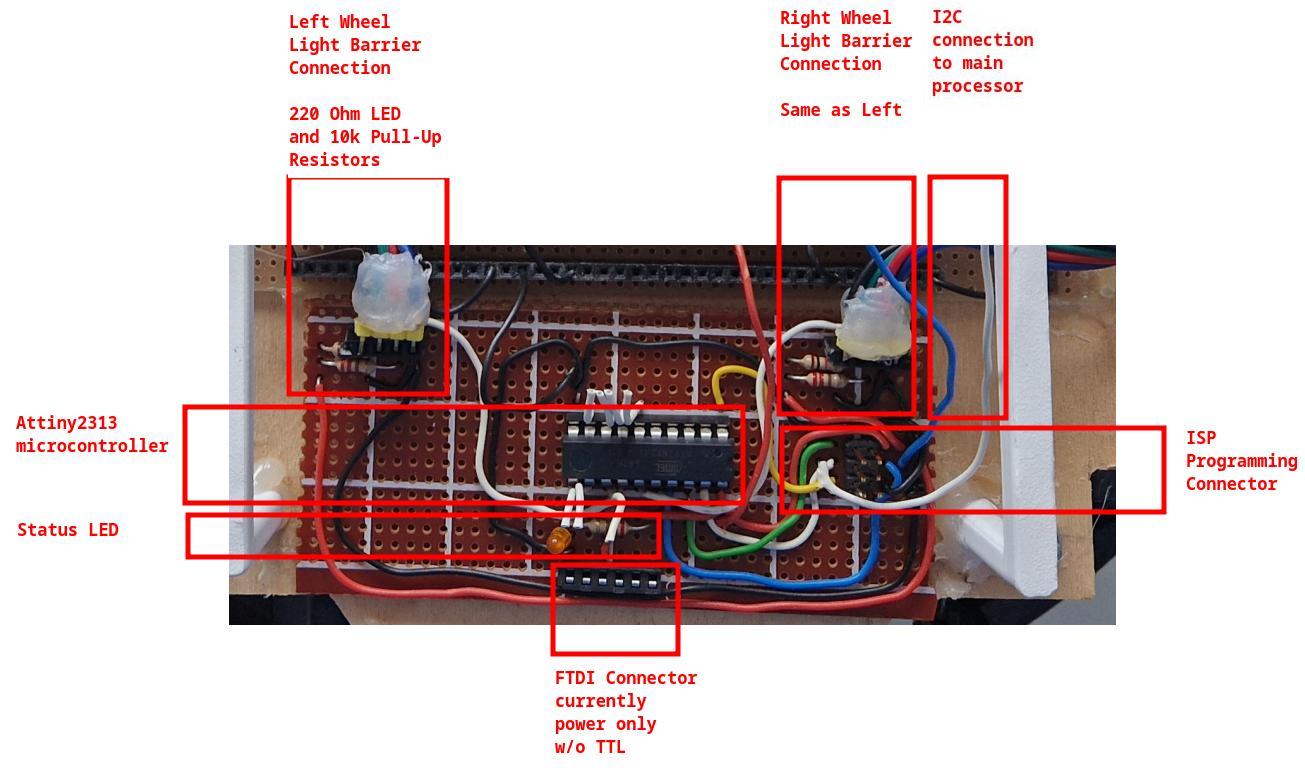 Left Wheel
Light Barrier
Connection
220 Ohm LED
and 10k Pull-Up
Resistors
Right Wheel
Light Barrier
Connection
Same as Left
I2C
connection
to main
processor
Attiny2313
microcontroller
Status LED
ISP
Programming
Connector
FTDI Connector
currently
power only
w/o TTL
ATMEL